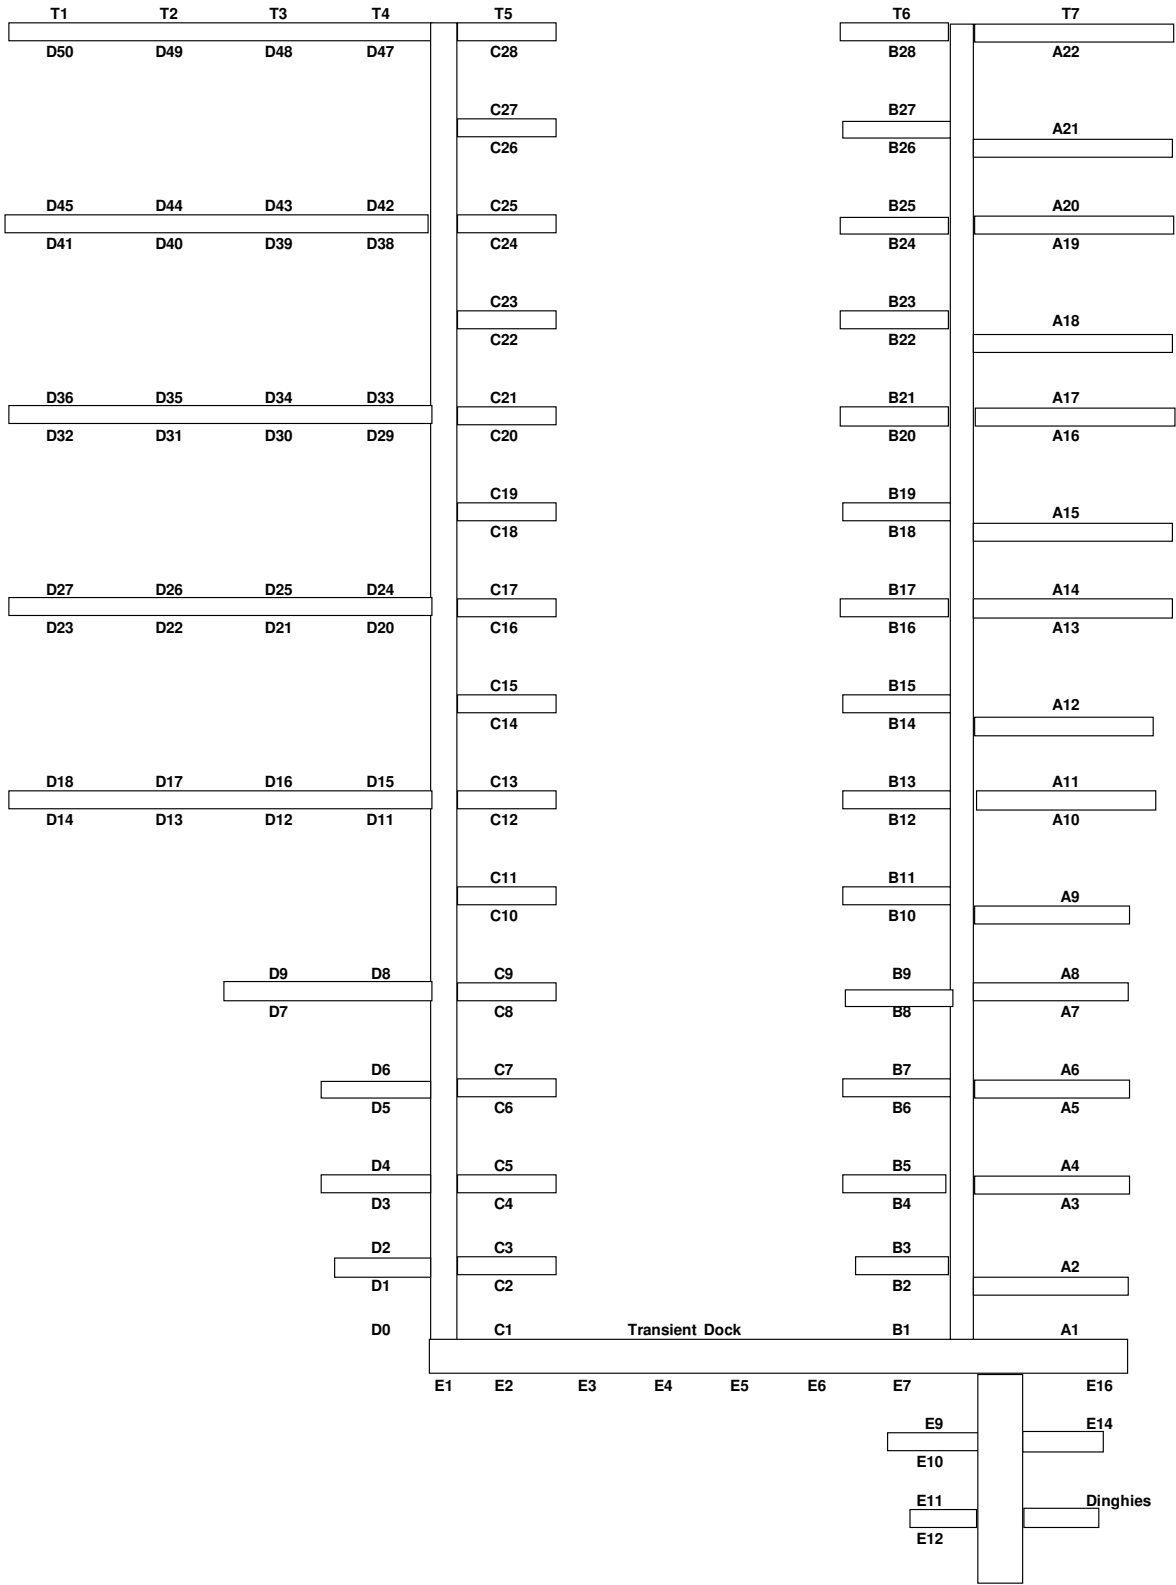 T1 T2 T3 T4 T5 T6 T7
D50 D49 D48 D47 C28 B28 A22
C27 B27
A21
C26 B26
D45 D44 D43 D42 C25 B25 A20
D41 D40 D39 D38 C24 B24 A19
C23 B23
A18
C22 B22
D36 D35 D34 D33 C21 B21 A17
D32 D31 D30 D29 C20 B20 A16
C19 B19
A15
C18 B18
D27 D26 D25 D24 C17 B17 A14
D23 D22 D21 D20 C16 B16 A13
C15 B15
A12
C14 B14
D18 D17 D16 D15 C13 B13 A11
D14 D13 D12 D11 C12 B12 A10
C11 B11
A9
C10 B10
D9 D8 C9 B9 A8
D7 C8 B8 A7
D6 C7 B7 A6
D5 C6 B6 A5
D4 C5 B5 A4
D3 C4 B4 A3
D2 C3 B3
A2
D1 C2 B2
D0 C1 Transient Dock B1 A1
E1 E2 E3 E4 E5 E6 E7 E16
E9 E14
E10
E11 Dinghies
E12